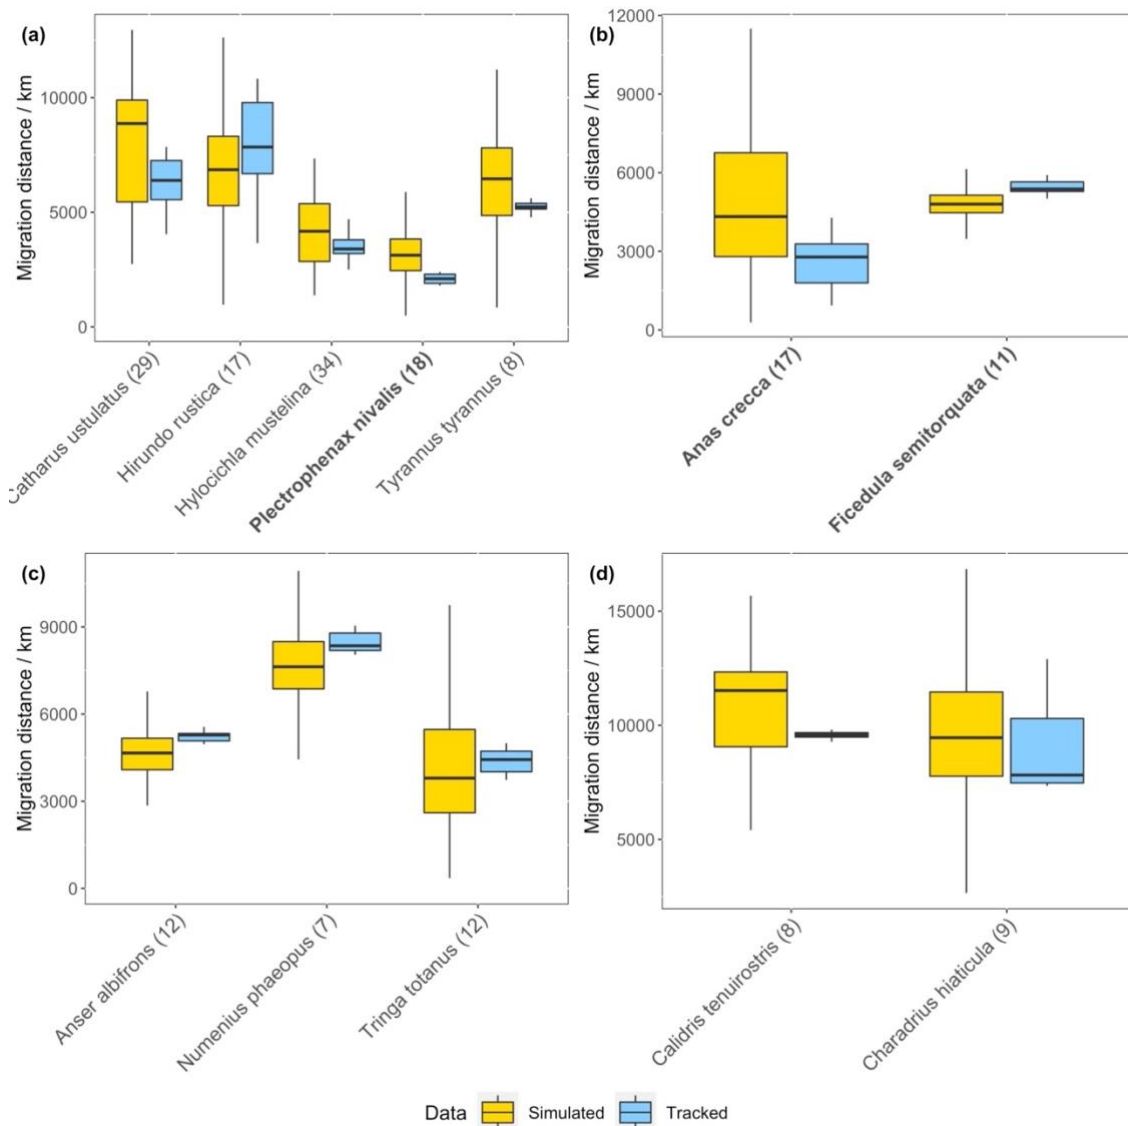 (a)
Migration distance / km
10000
5000
0
Catharus ustulatus (29)
Hirundo rustica (17)
Hylocichla mustelina (34)
Plectrophenax nivalis (18)
Tyrannus tyrannus (8)
(b)
Migration distance / km
12000
9000
6000
3000
0
Anas crecca (17)
Ficedula semitorquata (11)
(c)
Migration distance / km
9000
6000
3000
0
Anser albifrons (12)
Numenius phaeopus (7)
Tringa totanus (12)
(d)
Migration distance / km
15000
10000
5000
Calidris tenuirostris (8)
Charadrius hiaticula (9)
Data Simulated Tracked